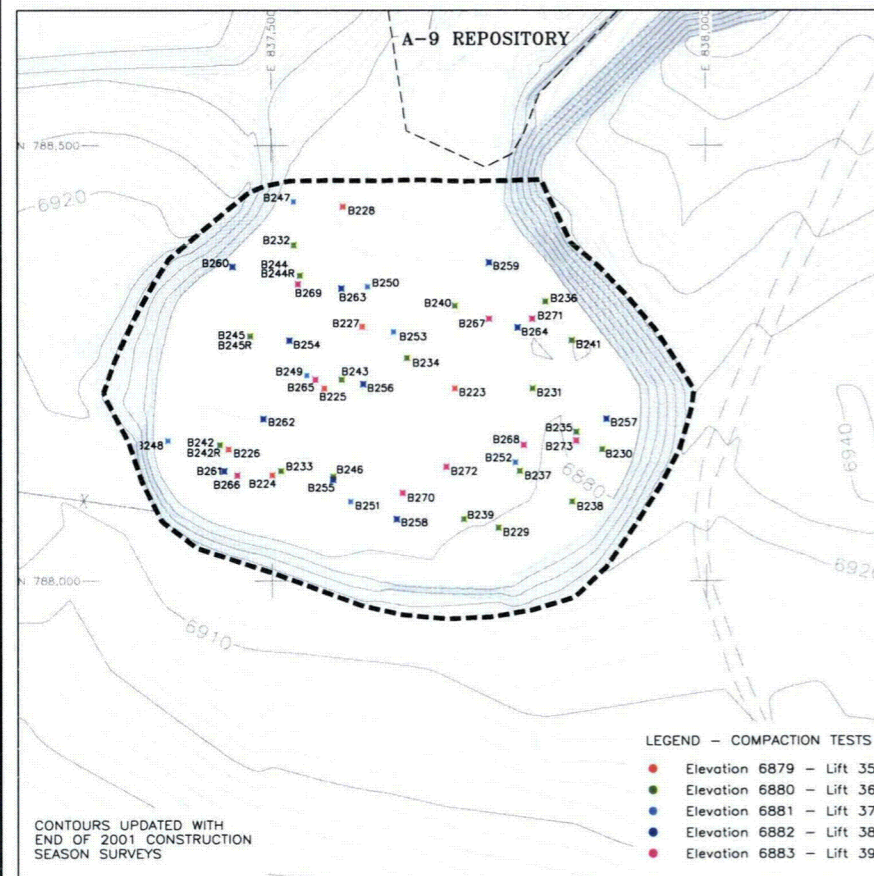 E 837,500
A-9 REPOSITORY
E 838,000
N 788,500
6920
B247
B228
B232
B260
B244
B244R
B259
B250
B269
B263
B240
B236
B267
B271
B227
B253
B264
B245
B245R
B254
B241
B234
B249
B243
B265
B256
B225
B223
B231
B262
B257
B248
B242
B242R
B226
B235
B268
B273
B230
B252
B261
B266
B224
B233
B246
B255
B272
B237
6880
6940
B270
B251
B258
B239
B229
B238
X
N 788,000
6920
6910
LEGEND – COMPACTION TESTS
Elevation 6879 – Lift 35
Elevation 6880 – Lift 36
Elevation 6881 – Lift 37
Elevation 6882 – Lift 38
Elevation 6883 – Lift 39
CONTOURS UPDATED WITH
END OF 2001 CONSTRUCTION
SEASON SURVEYS